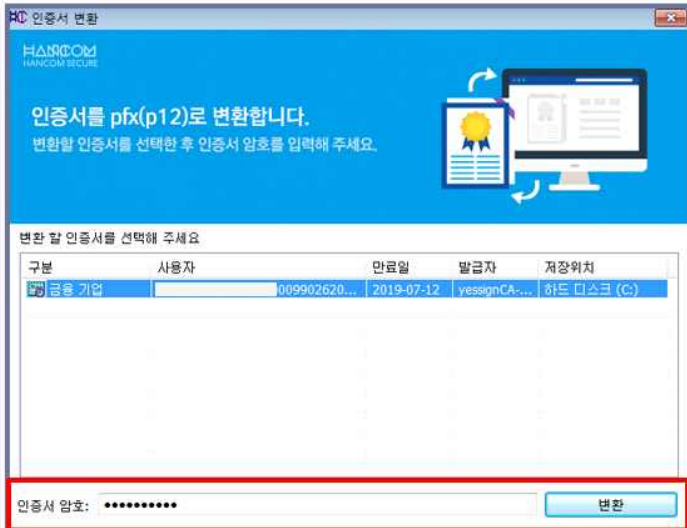 인증서 변환
HANCOM
HANCOM SECURE
인증서를 pfx(p12)로 변환합니다.
변환할 인증서를 선택한 후 인증서 암호를 입력해 주세요.
변환 할 인증서를 선택해 주세요
구분 사용자 만료일 발급자 저장위치
금융 기업 009902620... 2019-07-12 yessignCA-... 하드 디스크 (C:)
인증서 암호: ●●●●●●●●●● 변환